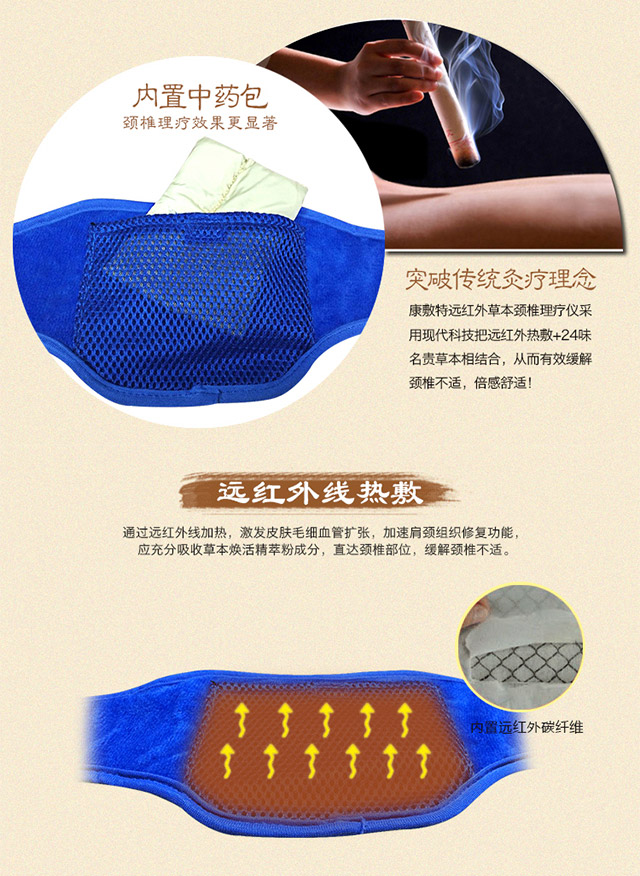 内置中药包
颈椎理疗效果更显著
突破传统灸疗理念
康敷特远红外草本颈椎理疗仪采
用现代科技把远红外热敷+24味
名贵草本相结合，从而有效缓解
颈椎不适，倍感舒适！
远红外线热敷
通过远红外线加热，激发皮肤毛细血管扩张，加速肩颈组织修复功能，
应充分吸收草本焕活精萃粉成分，直达颈椎部位，缓解颈椎不适。
内置远红外碳纤维